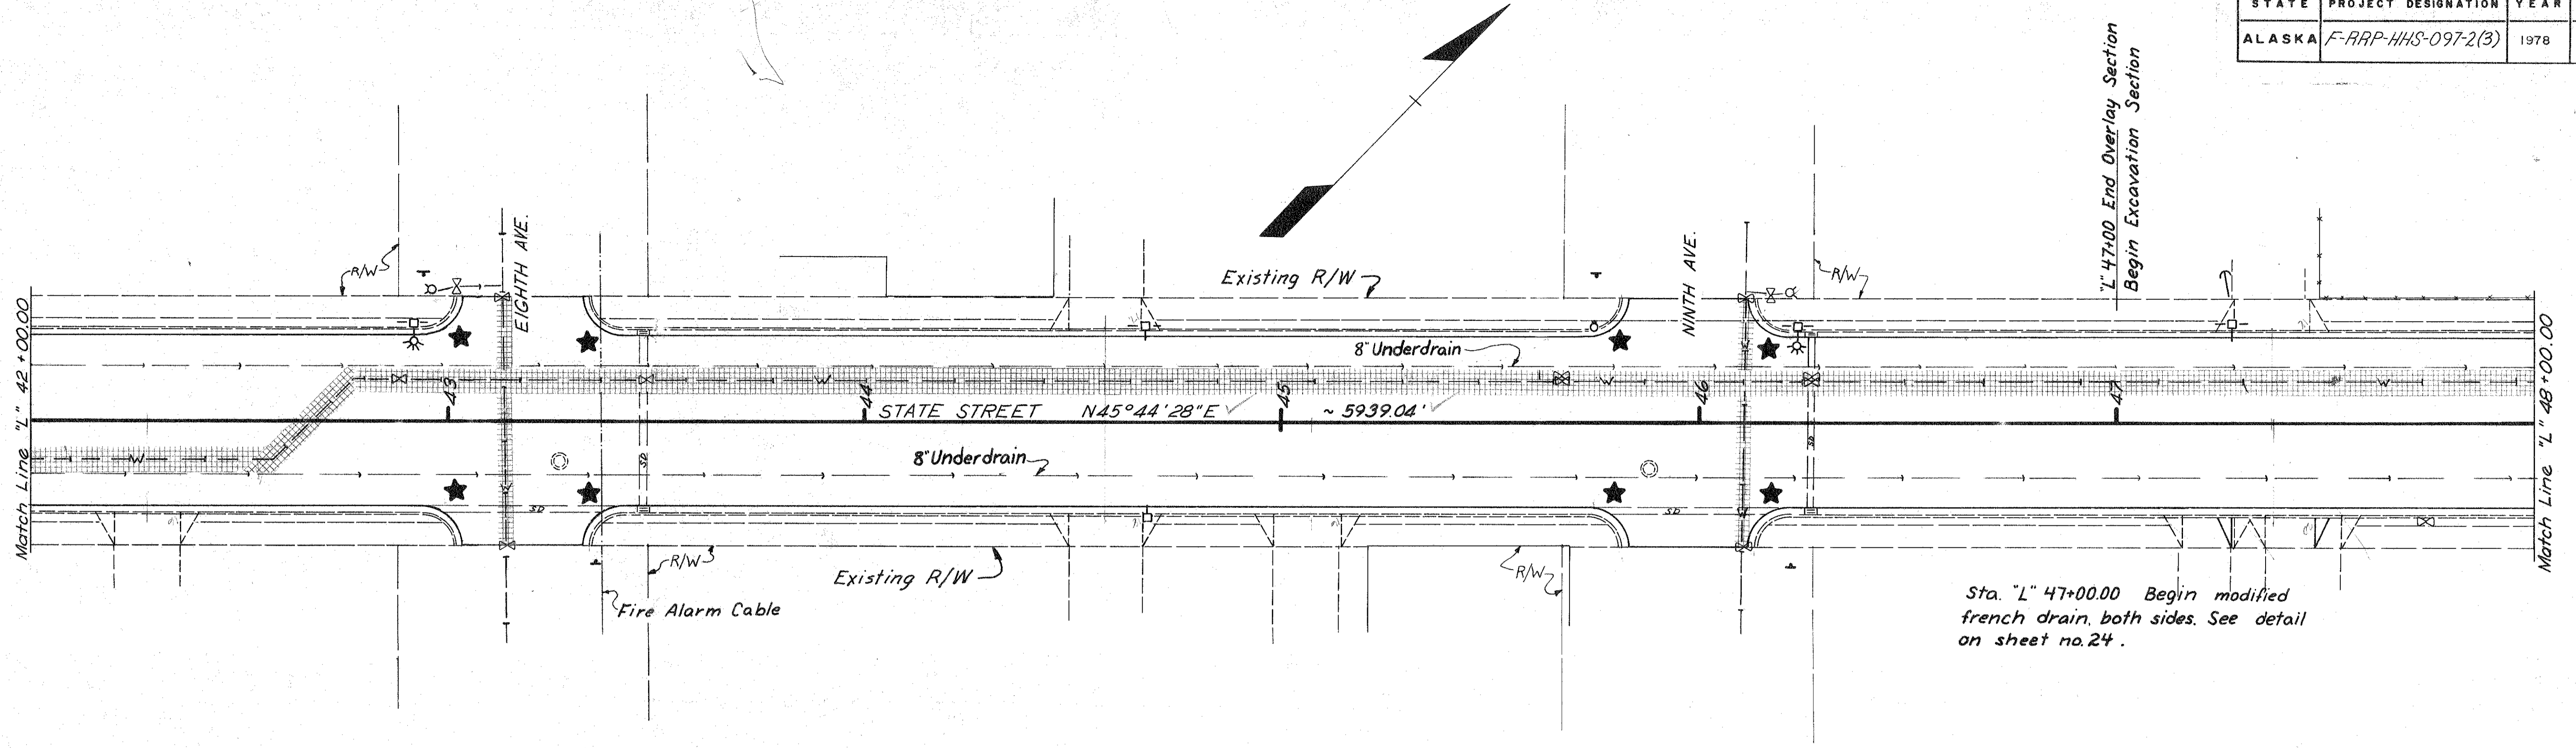 STATE PROJECT DESIGNATION YEAR
ALASKA F-RRP-HHS-097-2(3) 1978
"L" 47+00 End Overlay Section
Begin Excavation Section
EIGHTH AVE.
NINTH AVE.
R/W
Existing R/W
R/W
8" Underdrain
Match Line "L" 42+00.00
Match Line "L" 48+00.00
W
W
W
W
43
44
45
46
47
STATE STREET N45°44'28"E ~ 5939.04'
W
8" Underdrain
SD
SD
W
W
W
SD
SD
R/W
Existing R/W
R/W
Fire Alarm Cable
Sta. "L" 47+00.00 Begin modified
french drain, both sides. See detail
on sheet no. 24.